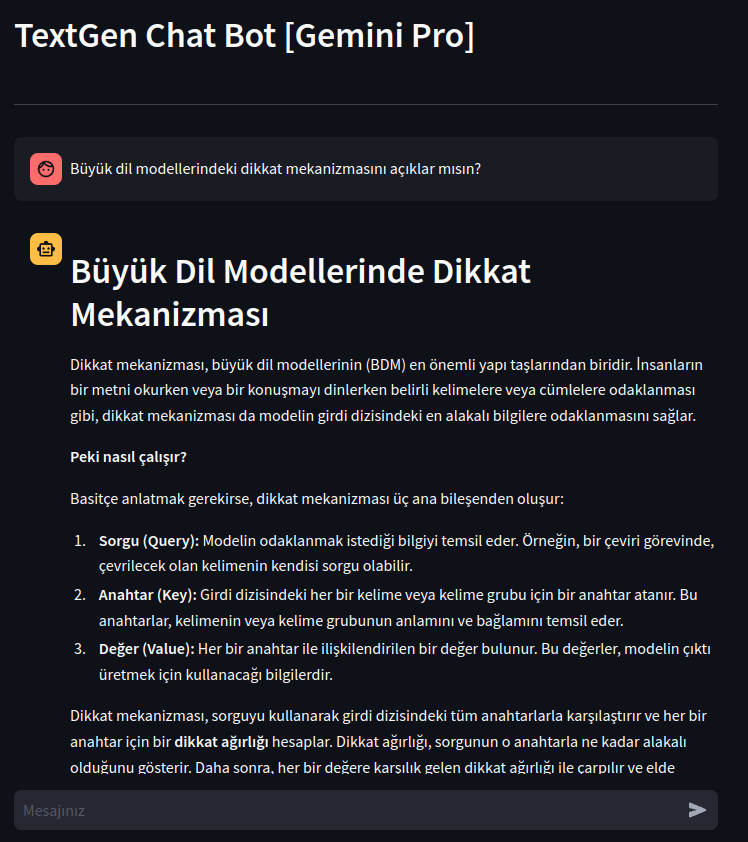 TextGen Chat Bot [Gemini Pro]
Büyük dil modellerindeki dikkat mekanizmasını açıklar mısın?
Büyük Dil Modellerinde Dikkat
Mekanizması
Dikkat mekanizması, büyük dil modellerinin (BDM) en önemli yapı taşlarından biridir. İnsanların
bir metni okurken veya bir konuşmayı dinlerken belirli kelimelere veya cümlelere odaklanması
gibi, dikkat mekanizması da modelin girdi dizisindeki en alakalı bilgilere odaklanmasını sağlar.
Peki nasıl çalışır?
Basitçe anlatmak gerekirse, dikkat mekanizması üç ana bileşenden oluşur:
1. Sorgu (Query): Modelin odaklanmak istediği bilgiyi temsil eder. Örneğin, bir çeviri görevinde,
çevrilecek olan kelimenin kendisi sorgu olabilir.
2. Anahtar (Key): Girdi dizisindeki her bir kelime veya kelime grubu için bir anahtar atanır. Bu
anahtarlar, kelimenin veya kelime grubunun anlamını ve bağlamını temsil eder.
3. Değer (Value): Her bir anahtar ile ilişkilendirilen bir değer bulunur. Bu değerler, modelin çıktı
üretmek için kullanacağı bilgilerdir.
Dikkat mekanizması, sorguyu kullanarak girdi dizisindeki tüm anahtarlarla karşılaştırır ve her bir
anahtar için bir dikkat ağırlığı hesaplar. Dikkat ağırlığı, sorgunun o anahtarla ne kadar alakalı
olduğunu gösterir. Daha sonra, her bir değere karşılık gelen dikkat ağırlığı ile çarpılır ve elde
Mesajınız